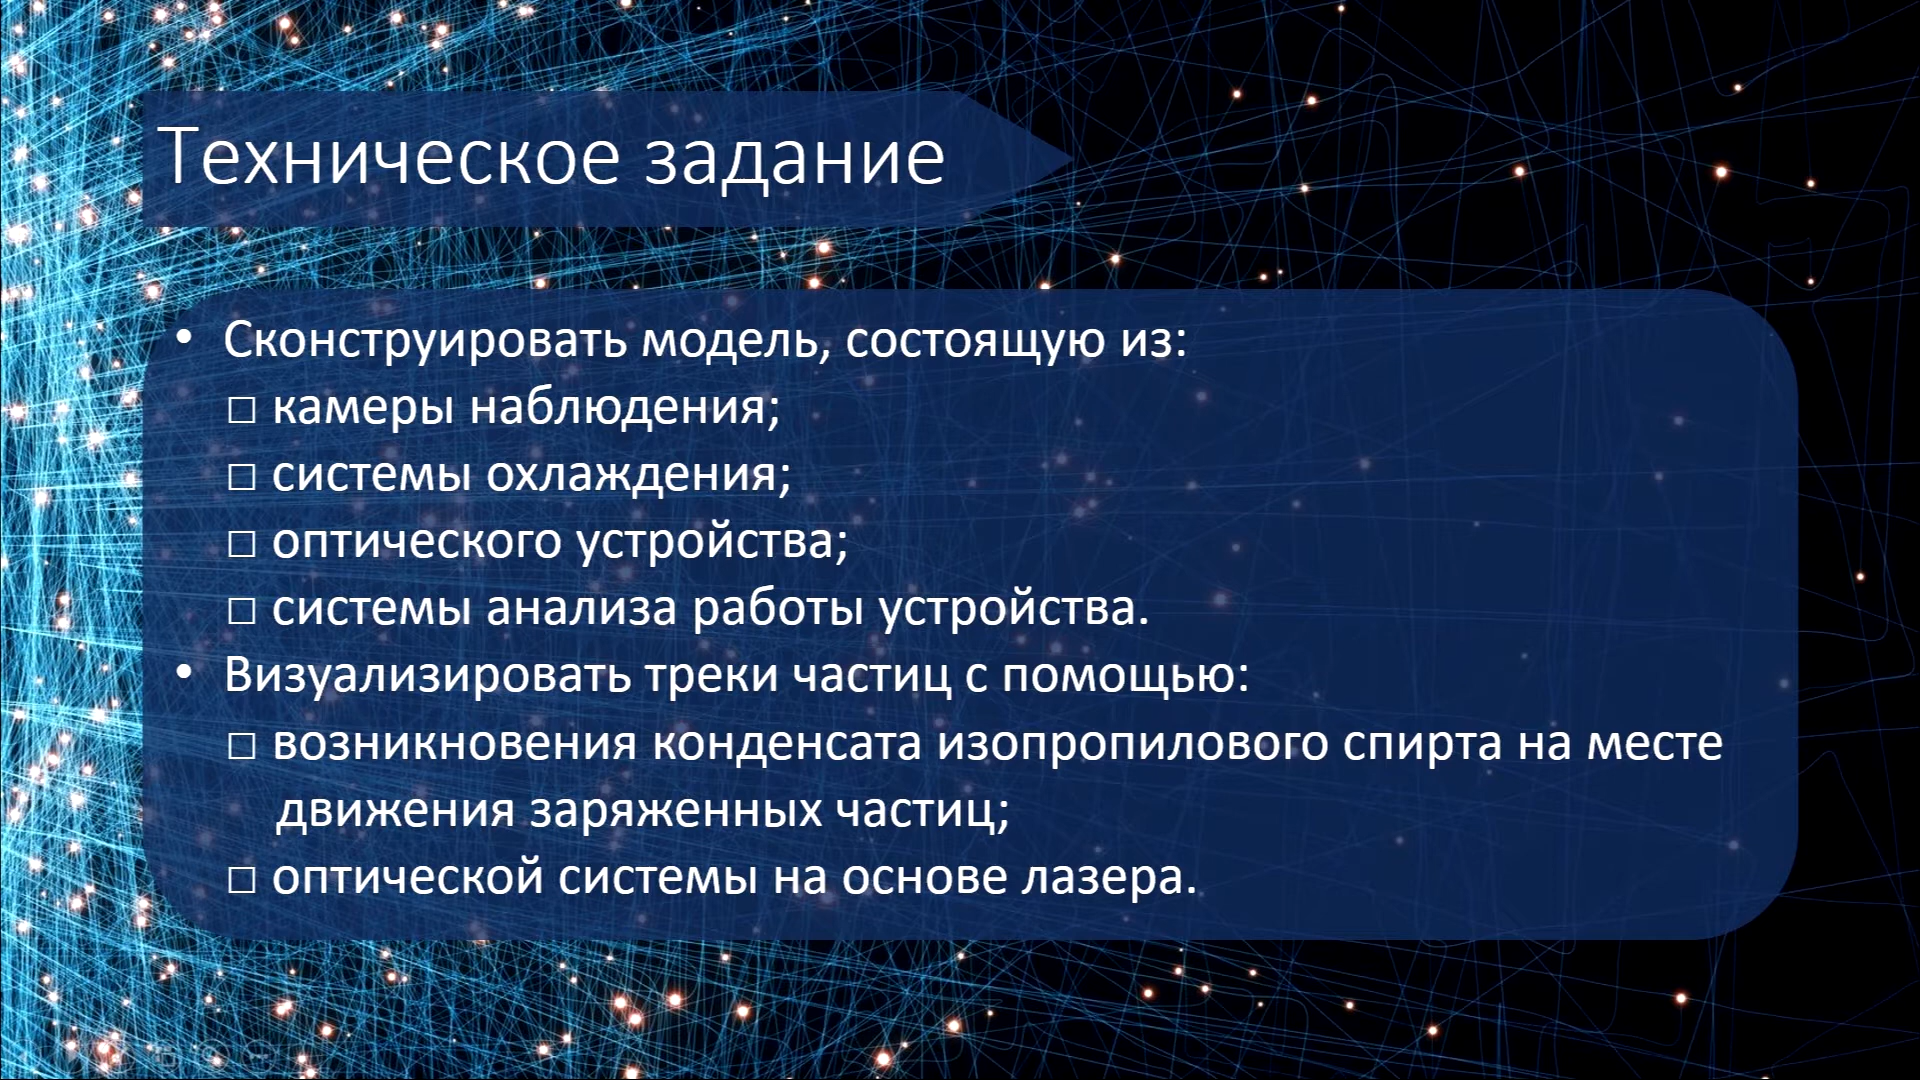 Техническое задание
• Сконструировать модель, состоящую из:
□ камеры наблюдения;
□ системы охлаждения;
□ оптического устройства;
□ системы анализа работы устройства.
• Визуализировать треки частиц с помощью:
□ возникновения конденсата изопропилового спирта на месте
движения заряженных частиц;
□ оптической системы на основе лазера.